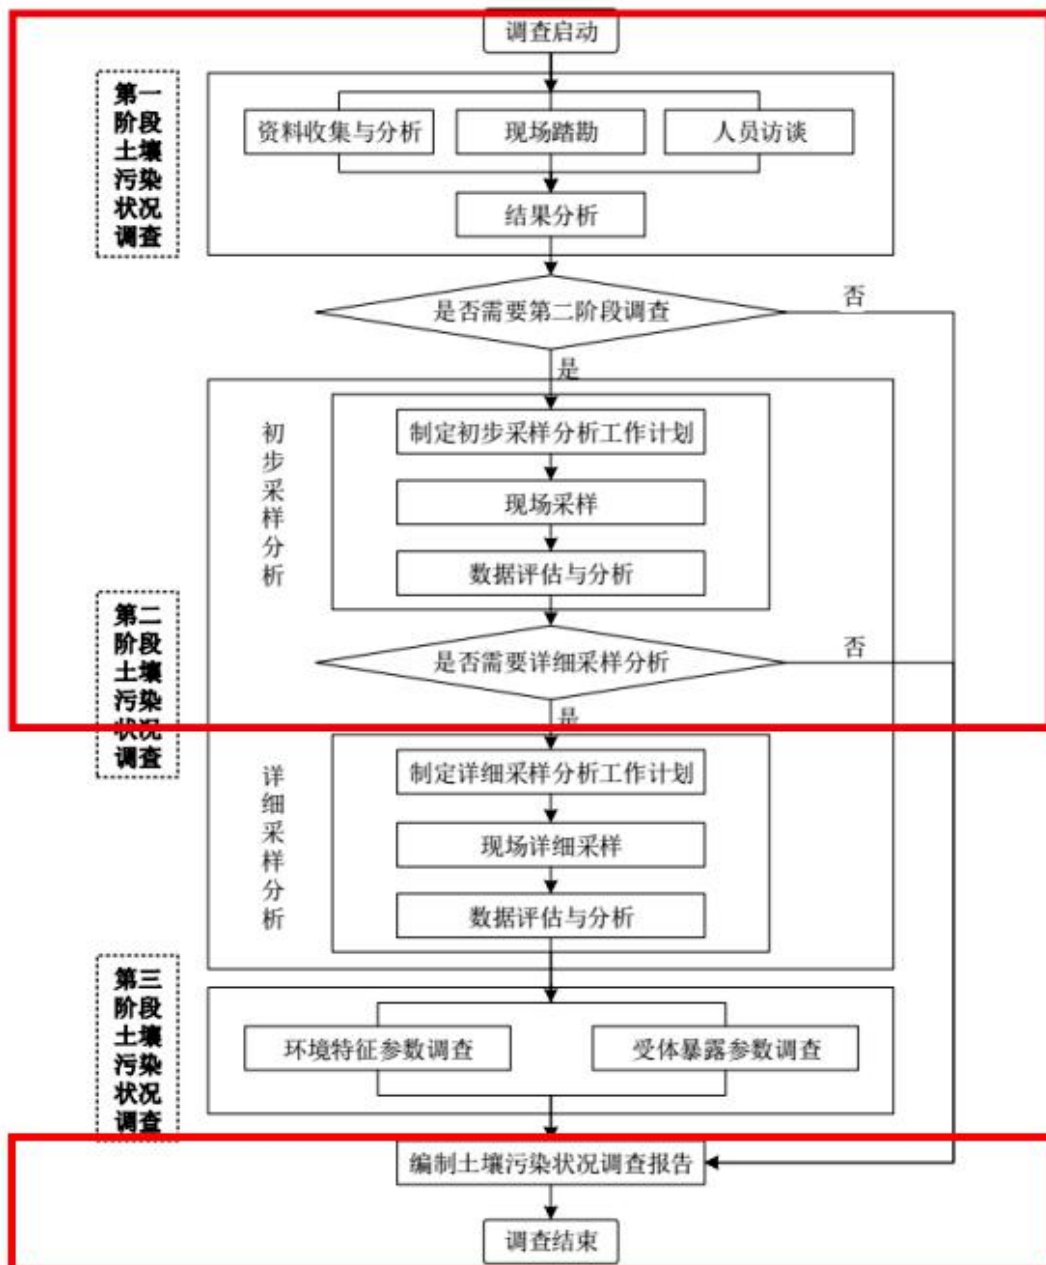 调查启动
第一
阶段
土壤
污染
状况
调查
资料收集与分析
现场踏勘
人员访谈
结果分析
是否需要第二阶段调查
否
是
初步采样分析
制定初步采样分析工作计划
现场采样
数据评估与分析
第二
阶段
土壤
污染
状况
调查
是否需要详细采样分析
否
是
详细采样分析
制定详细采样分析工作计划
现场详细采样
数据评估与分析
第三
阶段
土壤
污染
状况
调查
环境特征参数调查
受体暴露参数调查
编制土壤污染状况调查报告
调查结束